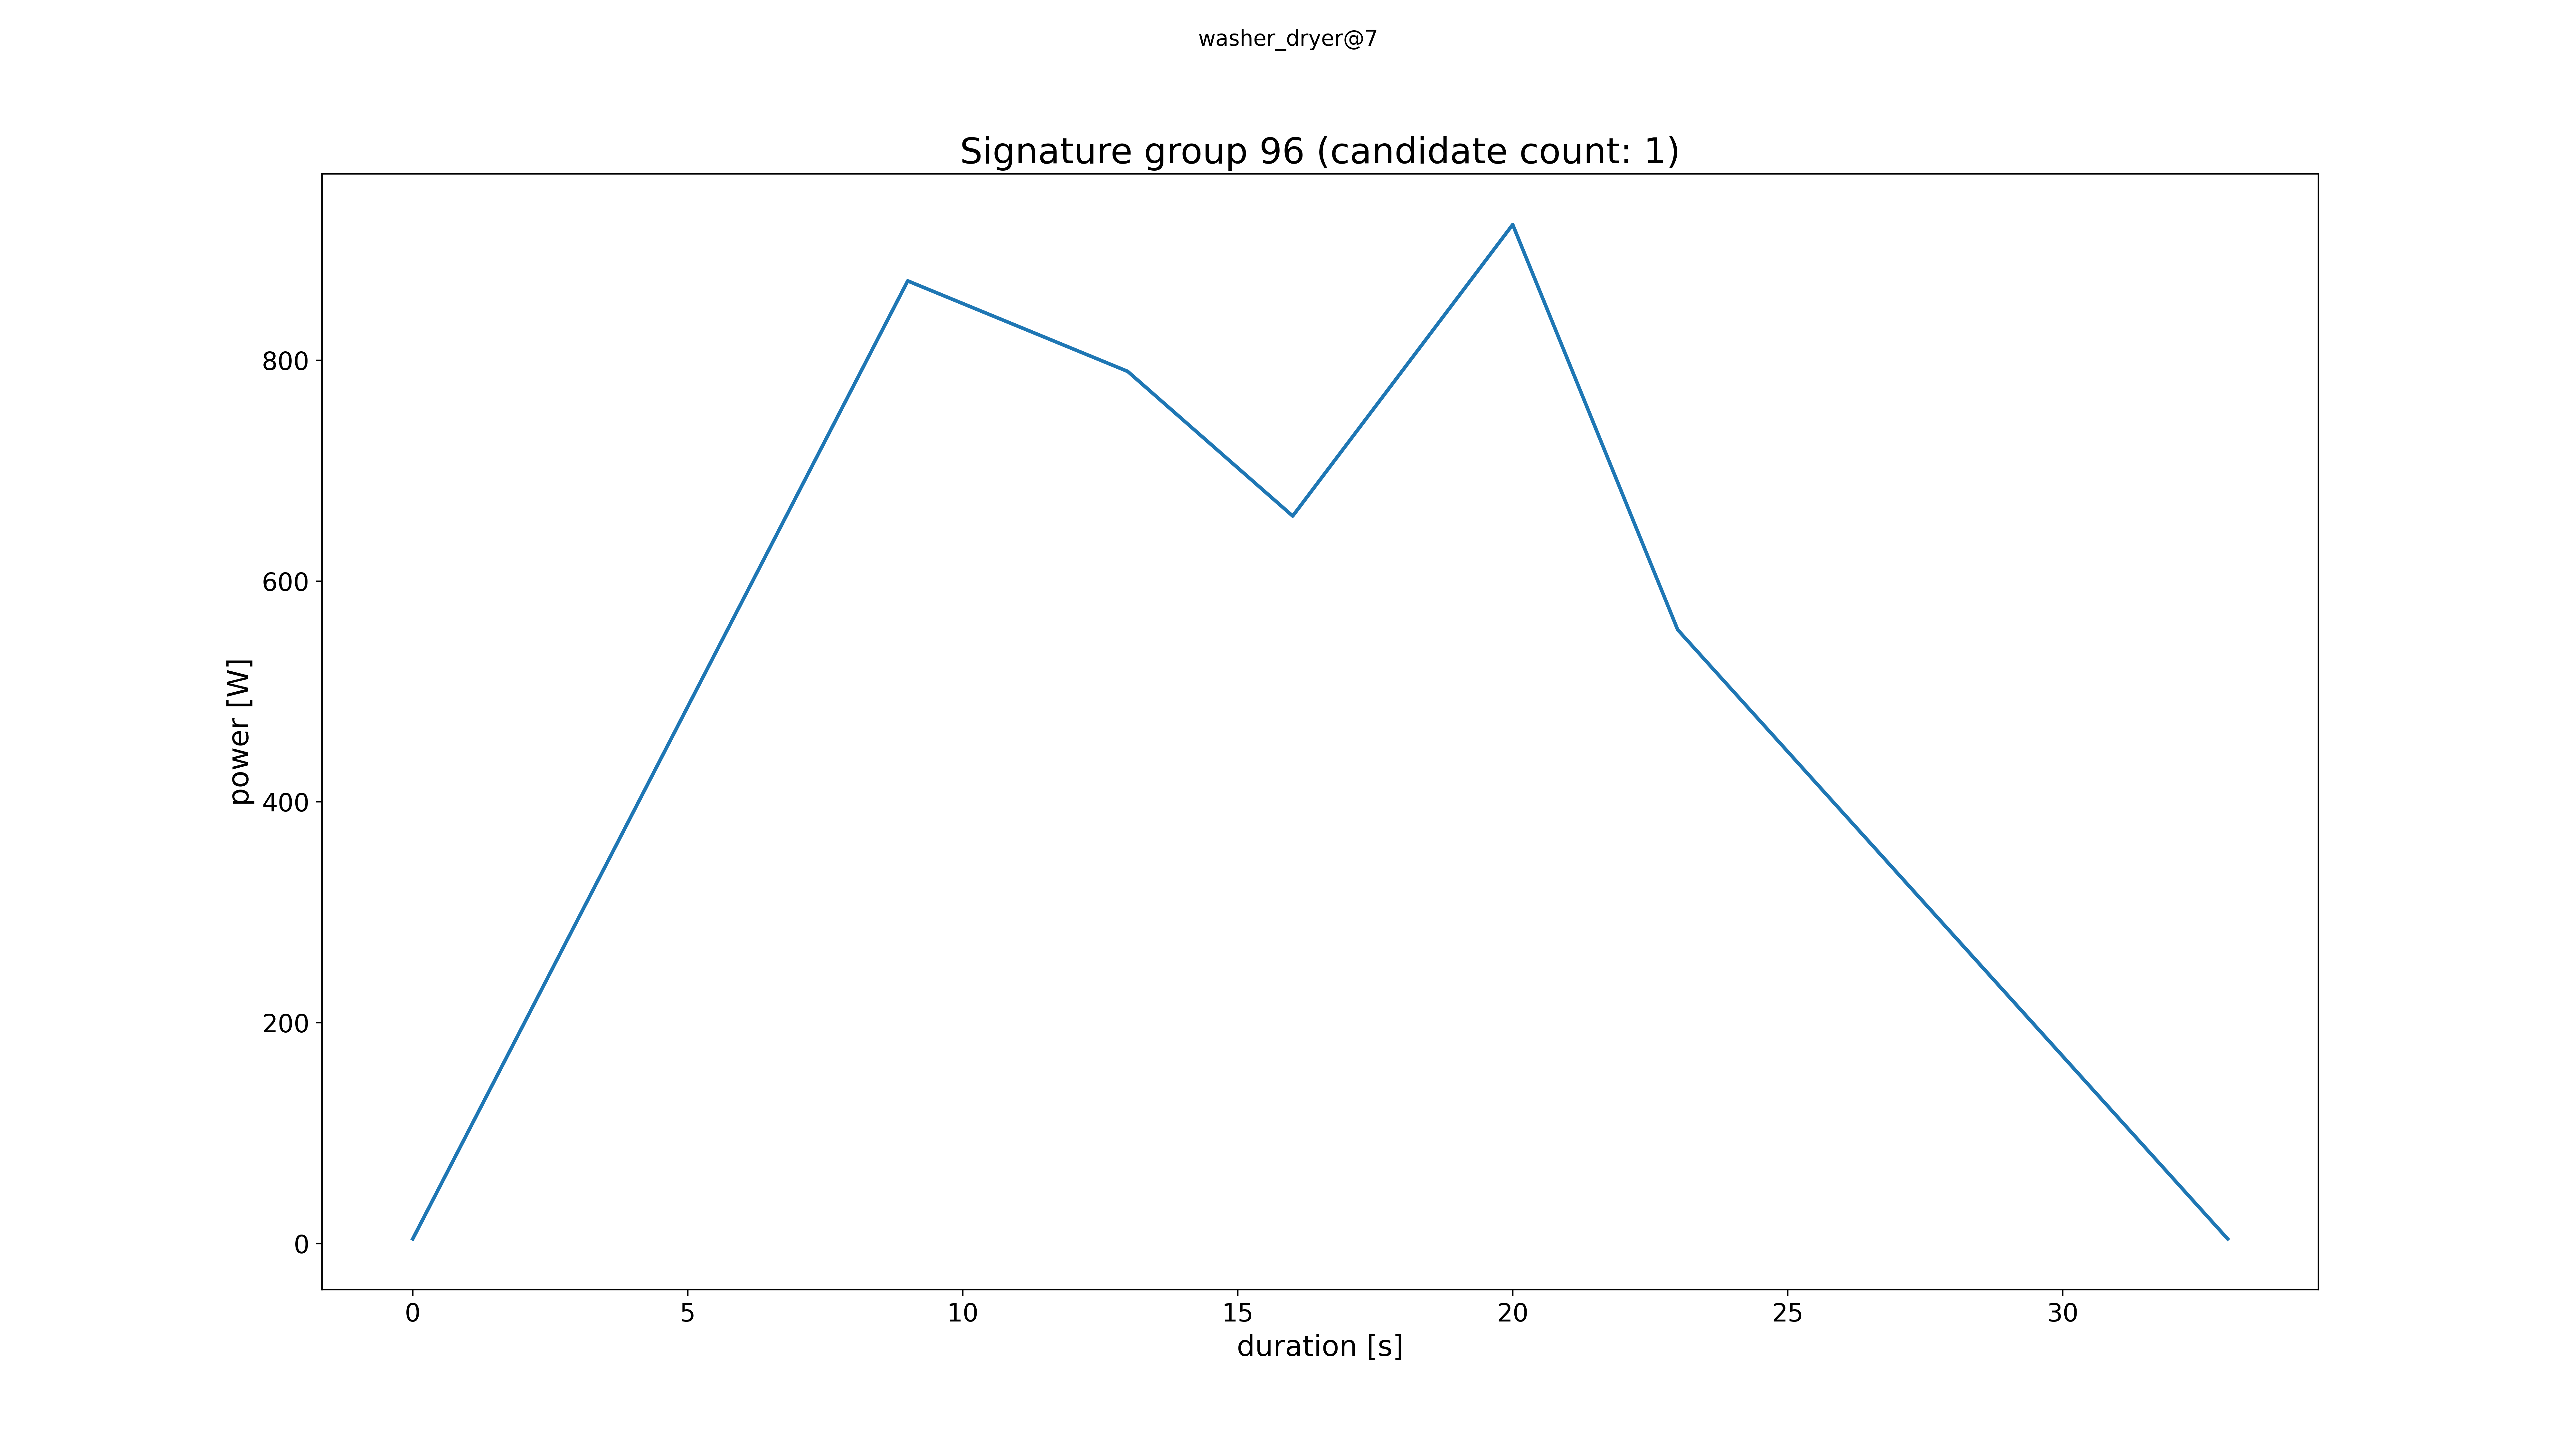 washer_dryer@7
Signature group 96 (candidate count: 1)
power [W]
800
600
400
200
0
0 5 10 15 20 25 30
duration [s]